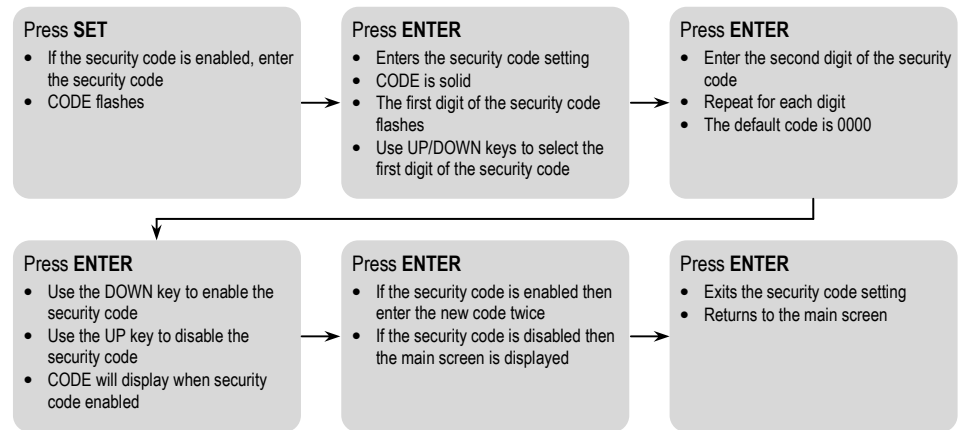 Press SET
• If the security code is enabled, enter
the security code
• CODE flashes
Press ENTER
• Enters the security code setting
• CODE is solid
• The first digit of the security code
flashes
• Use UP/DOWN keys to select the
first digit of the security code
Press ENTER
• Enter the second digit of the security
code
• Repeat for each digit
• The default code is 0000
Press ENTER
• Use the DOWN key to enable the
security code
• Use the UP key to disable the
security code
• CODE will display when security
code enabled
Press ENTER
• If the security code is enabled then
enter the new code twice
• If the security code is disabled then
the main screen is displayed
Press ENTER
• Exits the security code setting
• Returns to the main screen